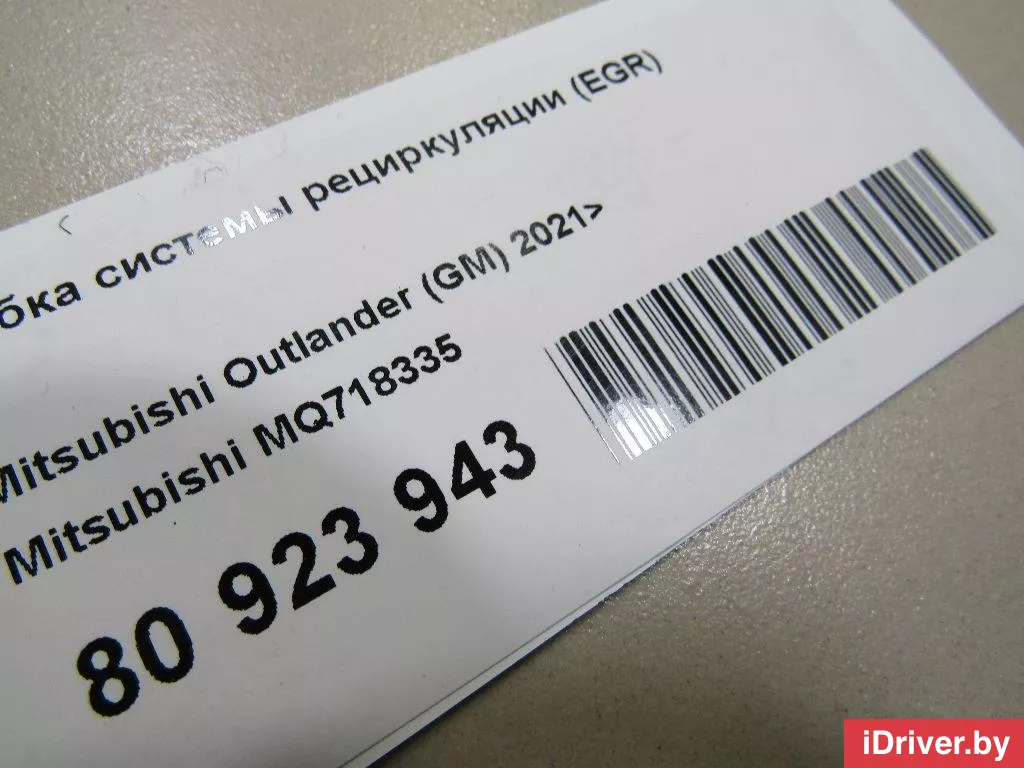 бка системы рециркуляции (EGR)
Mitsubishi Outlander (GM) 2021>
Mitsubishi MQ718335
80 923 943
iDriver.by